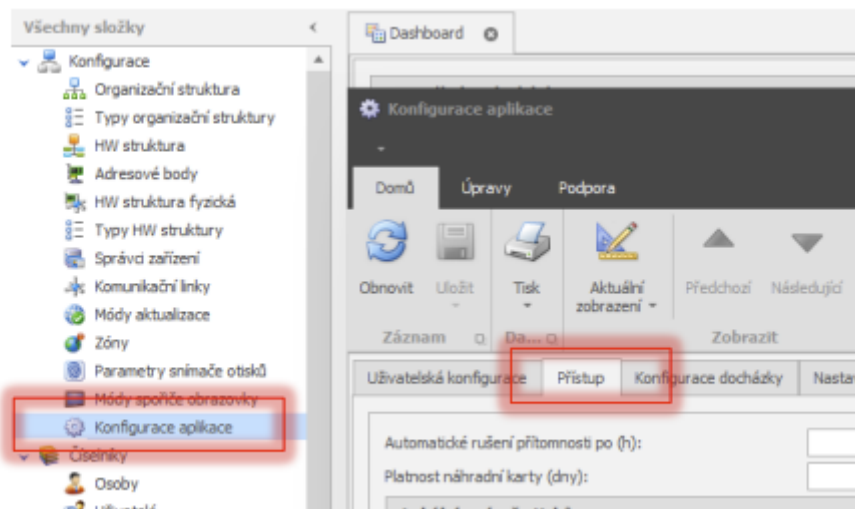 Všechny složky
Konfigurace
Organizační struktura
Typy organizační struktury
HW struktura
Adresové body
HW struktura fyzická
Typy HW struktury
Správci zařízení
Komunikační linky
Módy aktualizace
Zóny
Parametry snímače otisků
Módy spořiče obrazovky
Konfigurace aplikace
Číselníky
Osoby
Dashboard
Konfigurace aplikace
Domů Úpravy Podpora
Obnovit Uložit Tisk Aktuální zobrazení Předchozí Následující
Záznam Da... Zobrazit
Uživatelská konfigurace Přístup Konfigurace docházky Nasta
Automatické rušení přítomnosti po (h):
Platnost náhradní karty (dny):